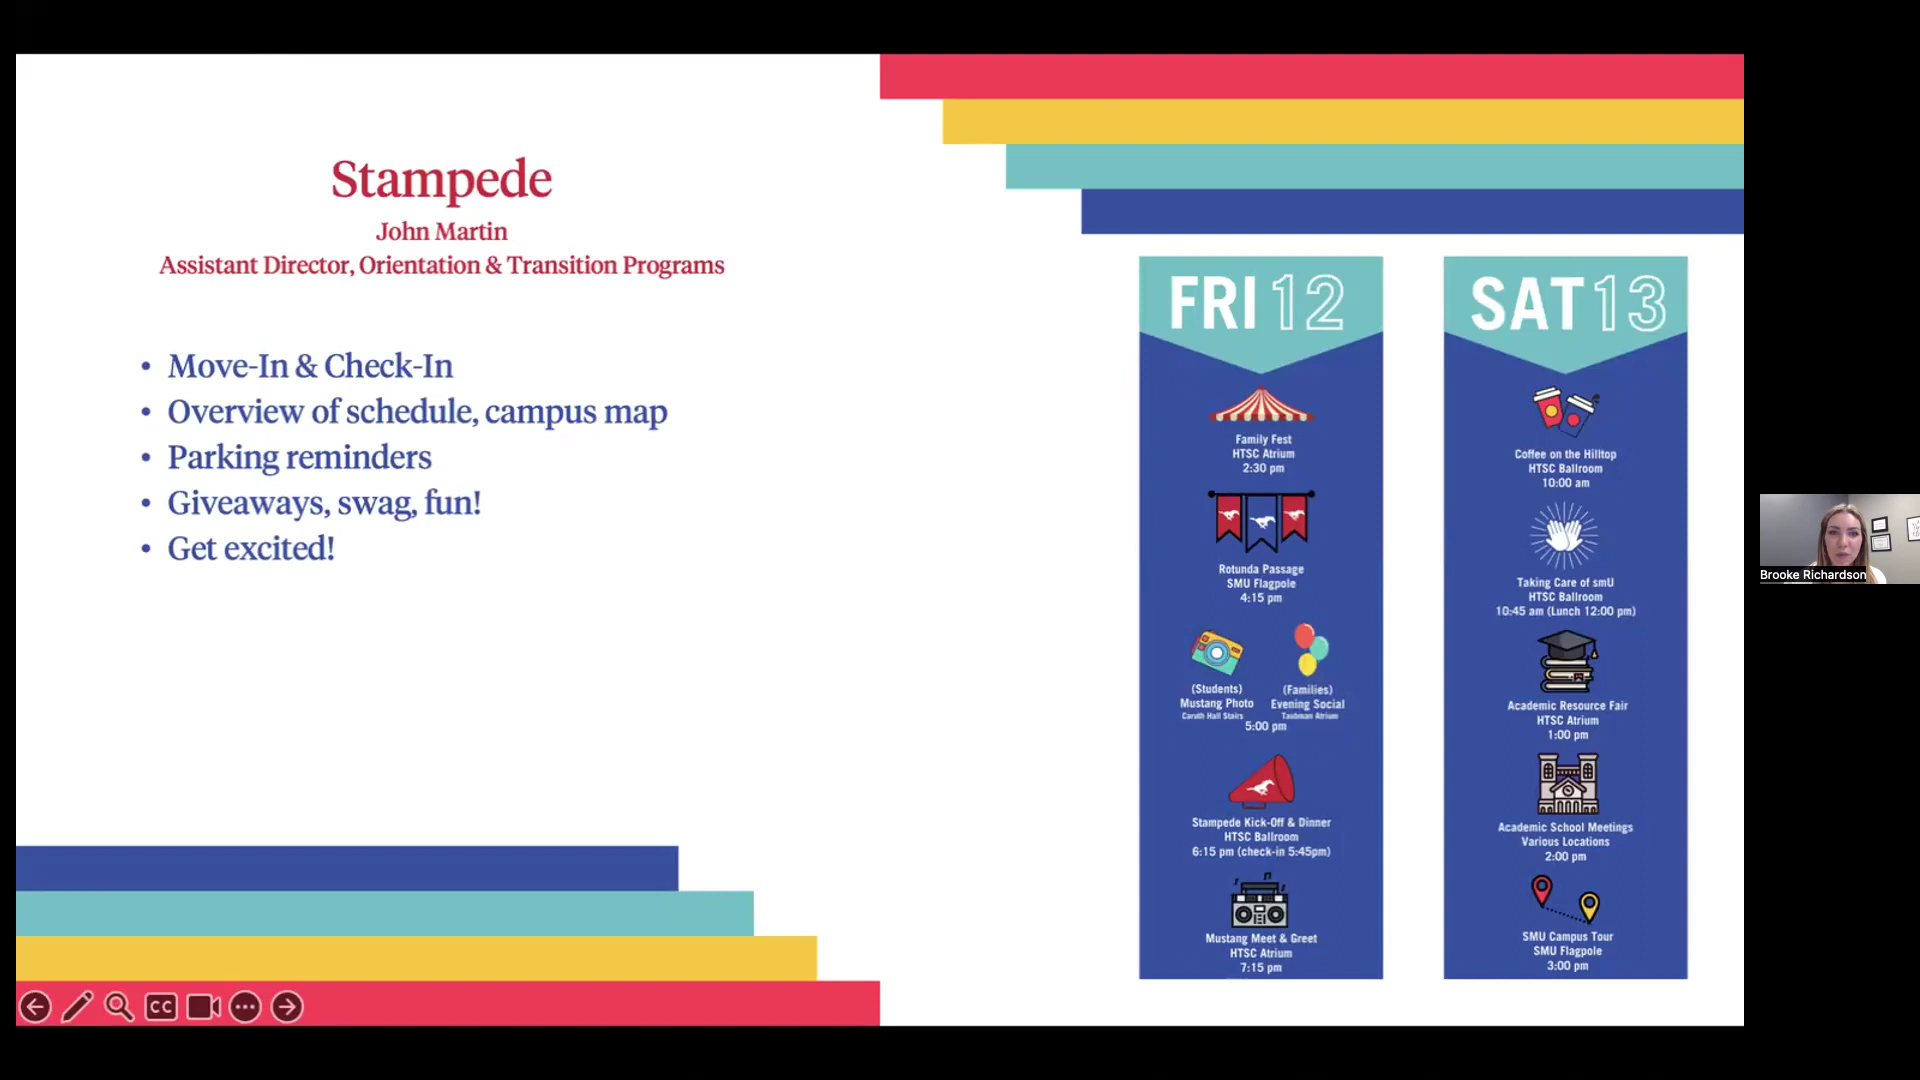 Stampede
John Martin
Assistant Director, Orientation & Transition Programs
• Move-In & Check-In
• Overview of schedule, campus map
• Parking reminders
• Giveaways, swag, fun!
• Get excited!
FRI 12
Family Fest
HTSC Atrium
2:30 pm
Rotunda Passage
SMU Flagpole
4:15 pm
(Students)
Mustang Photo
Caruth Hall Stairs
(Families)
Evening Social
Taubman Atrium
5:00 pm
Stampede Kick-Off & Dinner
HTSC Ballroom
6:15 pm (check-in 5:45pm)
Mustang Meet & Greet
HTSC Atrium
7:15 pm
SAT 13
Coffee on the Hilltop
HTSC Ballroom
10:00 am
Taking Care of smU
HTSC Ballroom
10:45 am (Lunch 12:00 pm)
Academic Resource Fair
HTSC Atrium
1:00 pm
Academic School Meetings
Various Locations
2:00 pm
SMU Campus Tour
SMU Flagpole
3:00 pm
Brooke Richardson
CC